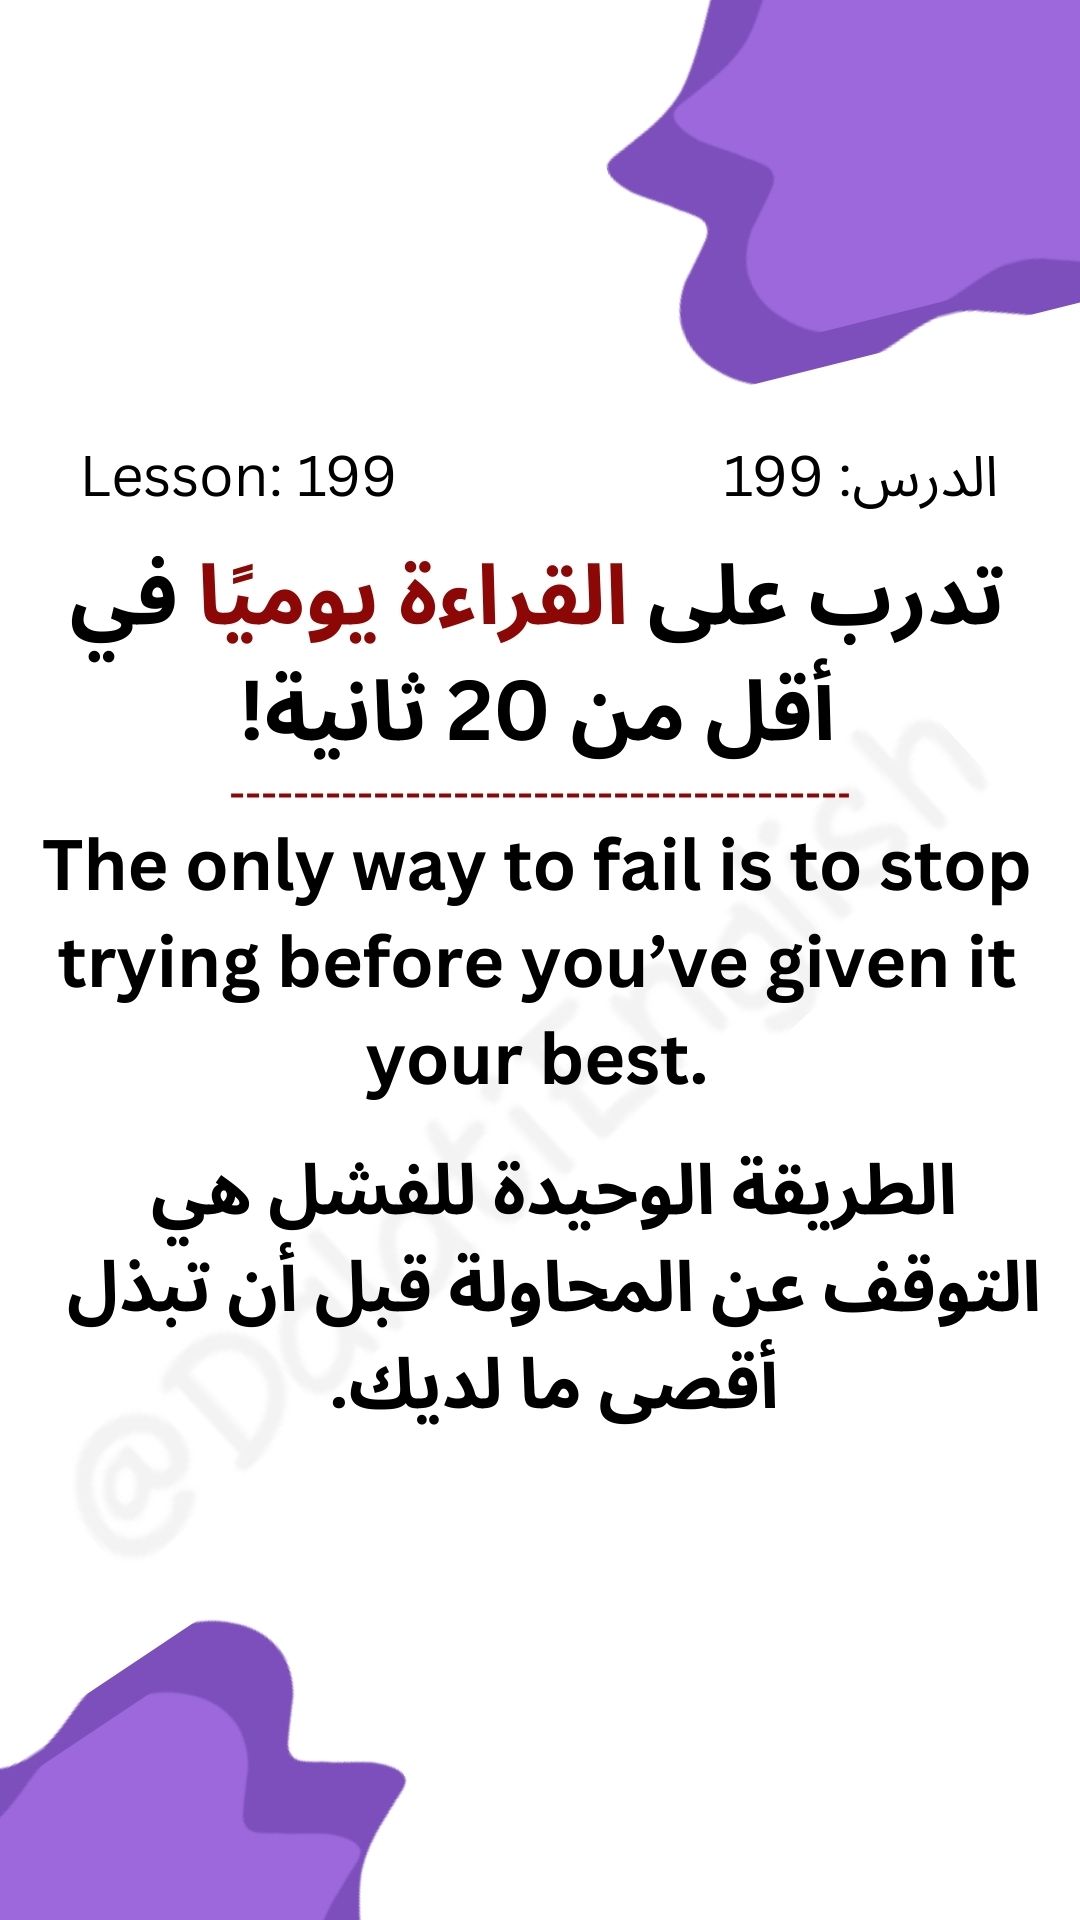 Lesson: 199
الدرس: 199
تدرب على القراءة يوميًا في
أقل من 20 ثانية!
The only way to fail is to stop
trying before you’ve given it
your best.
الطريقة الوحيدة للفشل هي
التوقف عن المحاولة قبل أن تبذل
أقصى ما لديك.
@DalatiEnglish